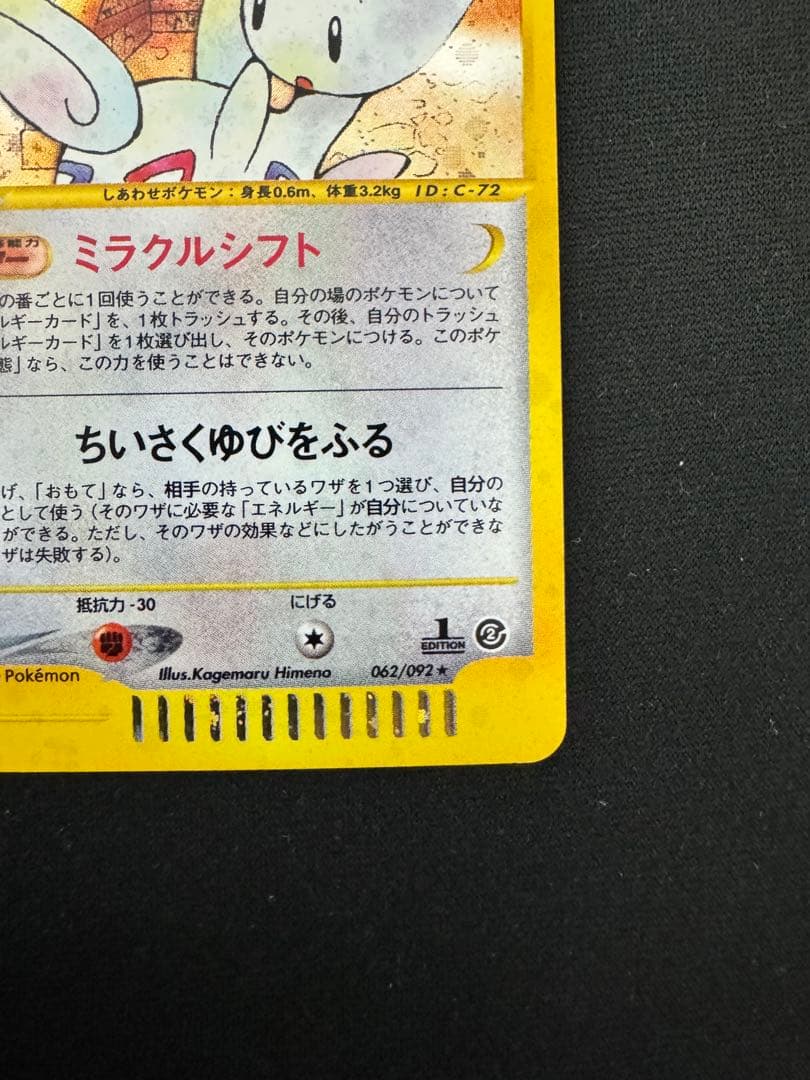 しあわせポケモン：身長0.6m、体重3.2kg ID：C-72
能力
ミラクルシフト
の番ごとに1回使うことができる。自分の場のポケモンについて
ルギーカード」を、1枚トラッシュする。その後、自分のトラッシュ
ルギーカード」を1枚選び出し、そのポケモンにつける。このポケ
態」なら、この力を使うことはできない。
ちいさくゆびをふる
げ、「おもて」なら、相手の持っているワザを1つ選び、自分の
として使う（そのワザに必要な「エネルギー」が自分についていな
ができる。ただし、そのワザの効果などにしたがうことができな
ザは失敗する）。
抵抗力 -30 にげる
1 EDITION 2
Pokémon Illus.Kagemaru Himeno 062/092★